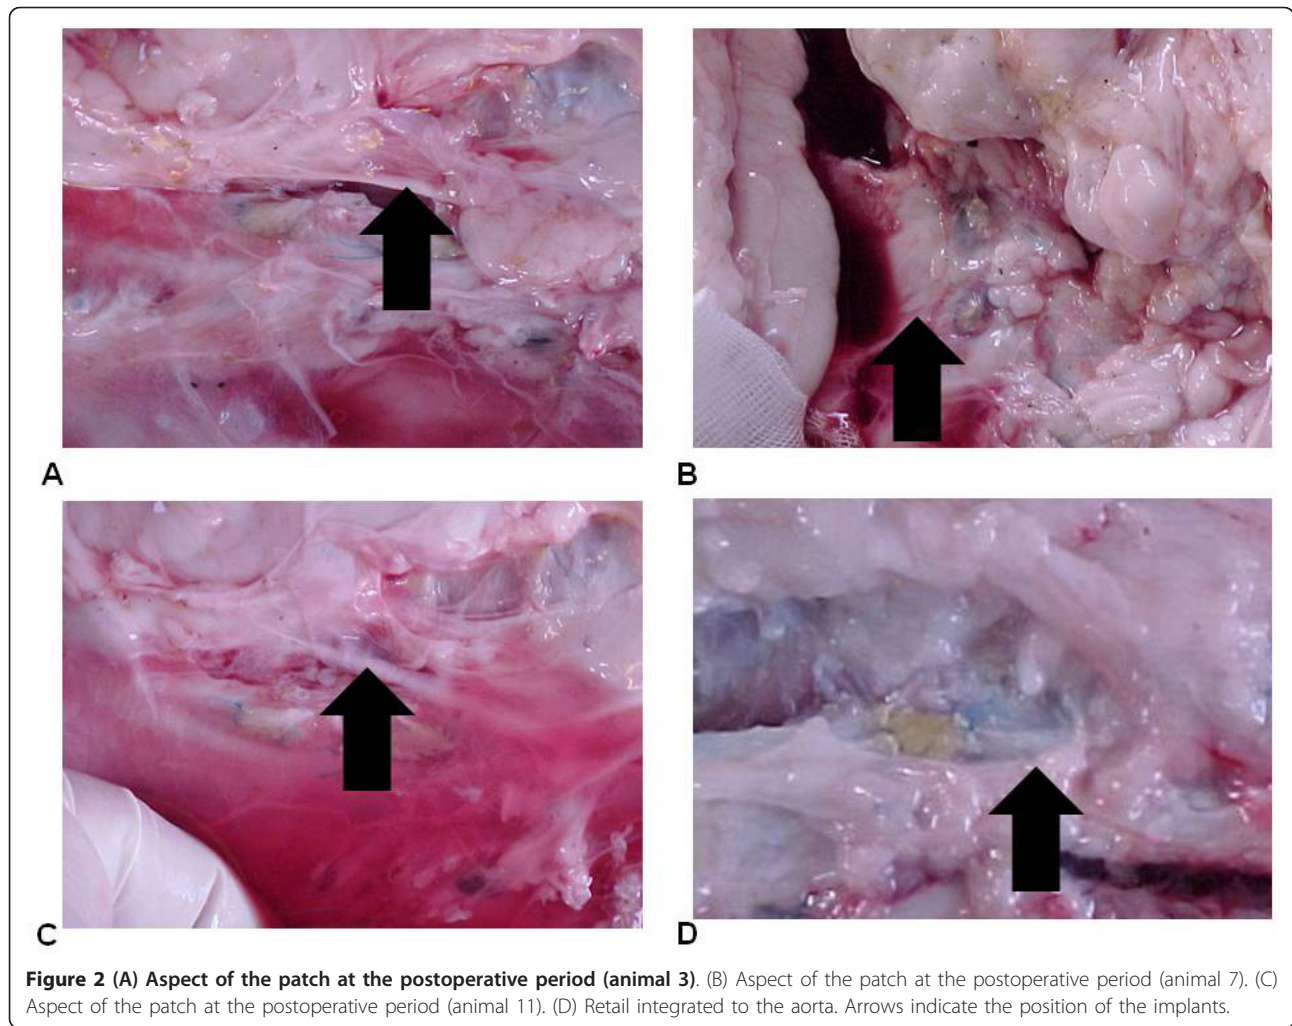 A
B
C
D
Figure 2 (A) Aspect of the patch at the postoperative period (animal 3). (B) Aspect of the patch at the postoperative period (animal 7). (C)
Aspect of the patch at the postoperative period (animal 11). (D) Retail integrated to the aorta. Arrows indicate the position of the implants.